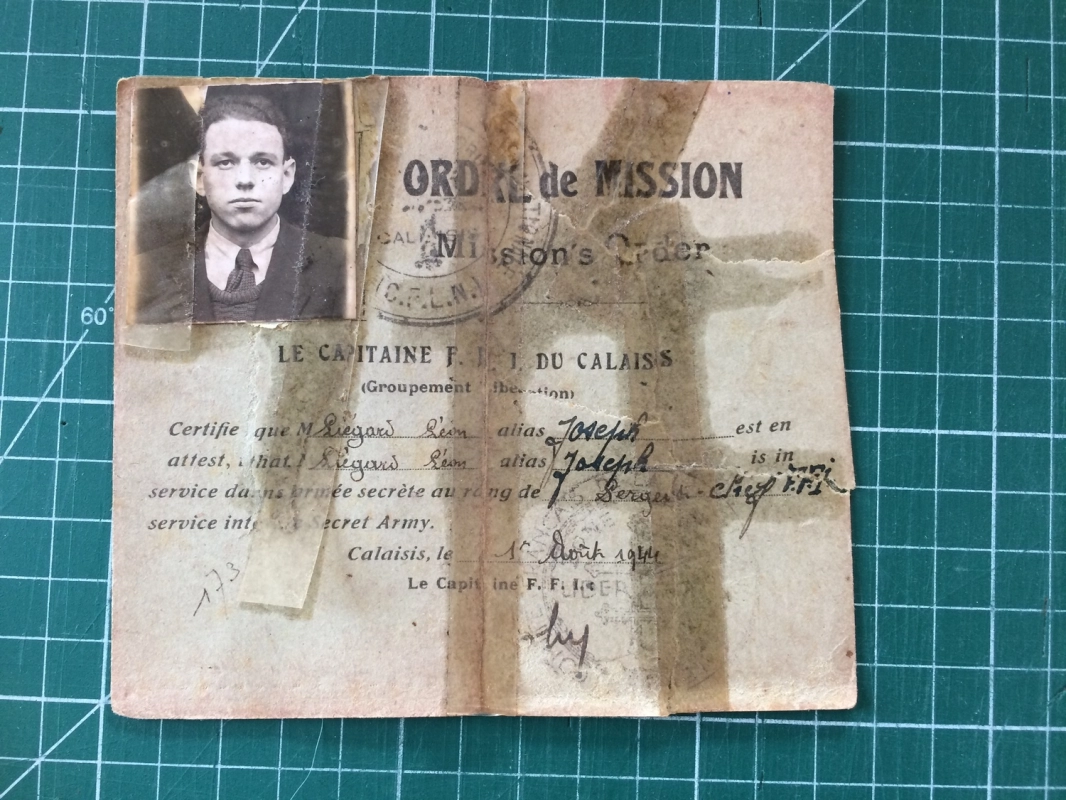 ORDRE de MISSION
Mission's Order
(C.F.L.N.)
LE CAPITAINE F. F. I. DU CALAISIS
(Groupement Libération)
Certifie que M Liégard Léon alias Joseph est en
attest, that M Liégard Léon alias Joseph is in
service dans armée secrète au rang de Sergent-Chef F.F.I
service into Secret Army.
Calaisis, le 1er Août 1944
Le Capitaine F. F. I.
173
60°